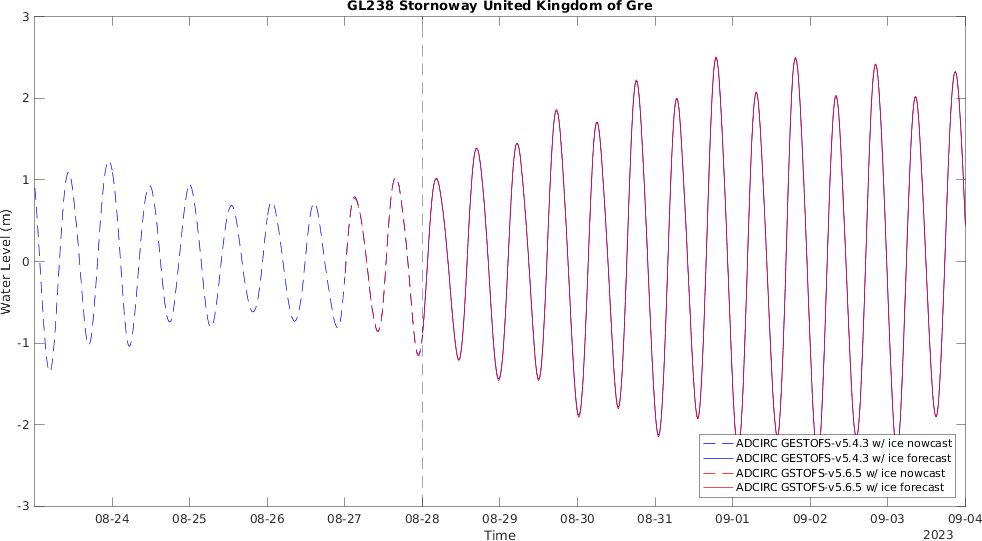 GL238 Stornoway United Kingdom of Gre
3
2
1
0
-1
-2
-3
Water Level (m)
ADCIRC GESTOFS-v5.4.3 w/ ice nowcast
ADCIRC GESTOFS-v5.4.3 w/ ice forecast
ADCIRC GSTOFS-v5.6.5 w/ ice nowcast
ADCIRC GSTOFS-v5.6.5 w/ ice forecast
08-24 08-25 08-26 08-27 08-28 08-29 08-30 08-31 09-01 09-02 09-03 09-04
Time
2023